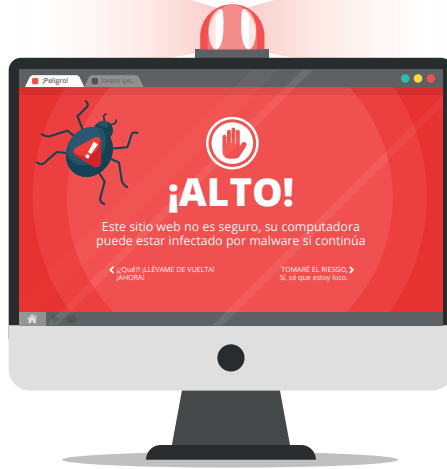 ¡Peligro!
lorem ips...
¡ALTO!
Este sitio web no es seguro, su computadora
puede estar infectado por malware si continúa
¡¿Qué?! ¡LLÉVAME DE VUELTA!
¡AHORA!
TOMARÉ EL RIESGO,
Sí, sé que estoy loco.